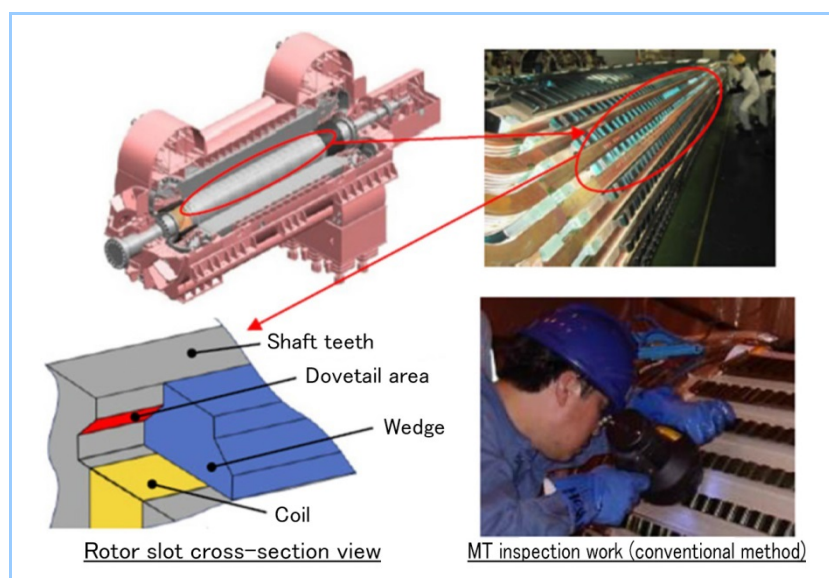 Shaft teeth
Dovetail area
Wedge
Coil
Rotor slot cross-section view
MT inspection work (conventional method)